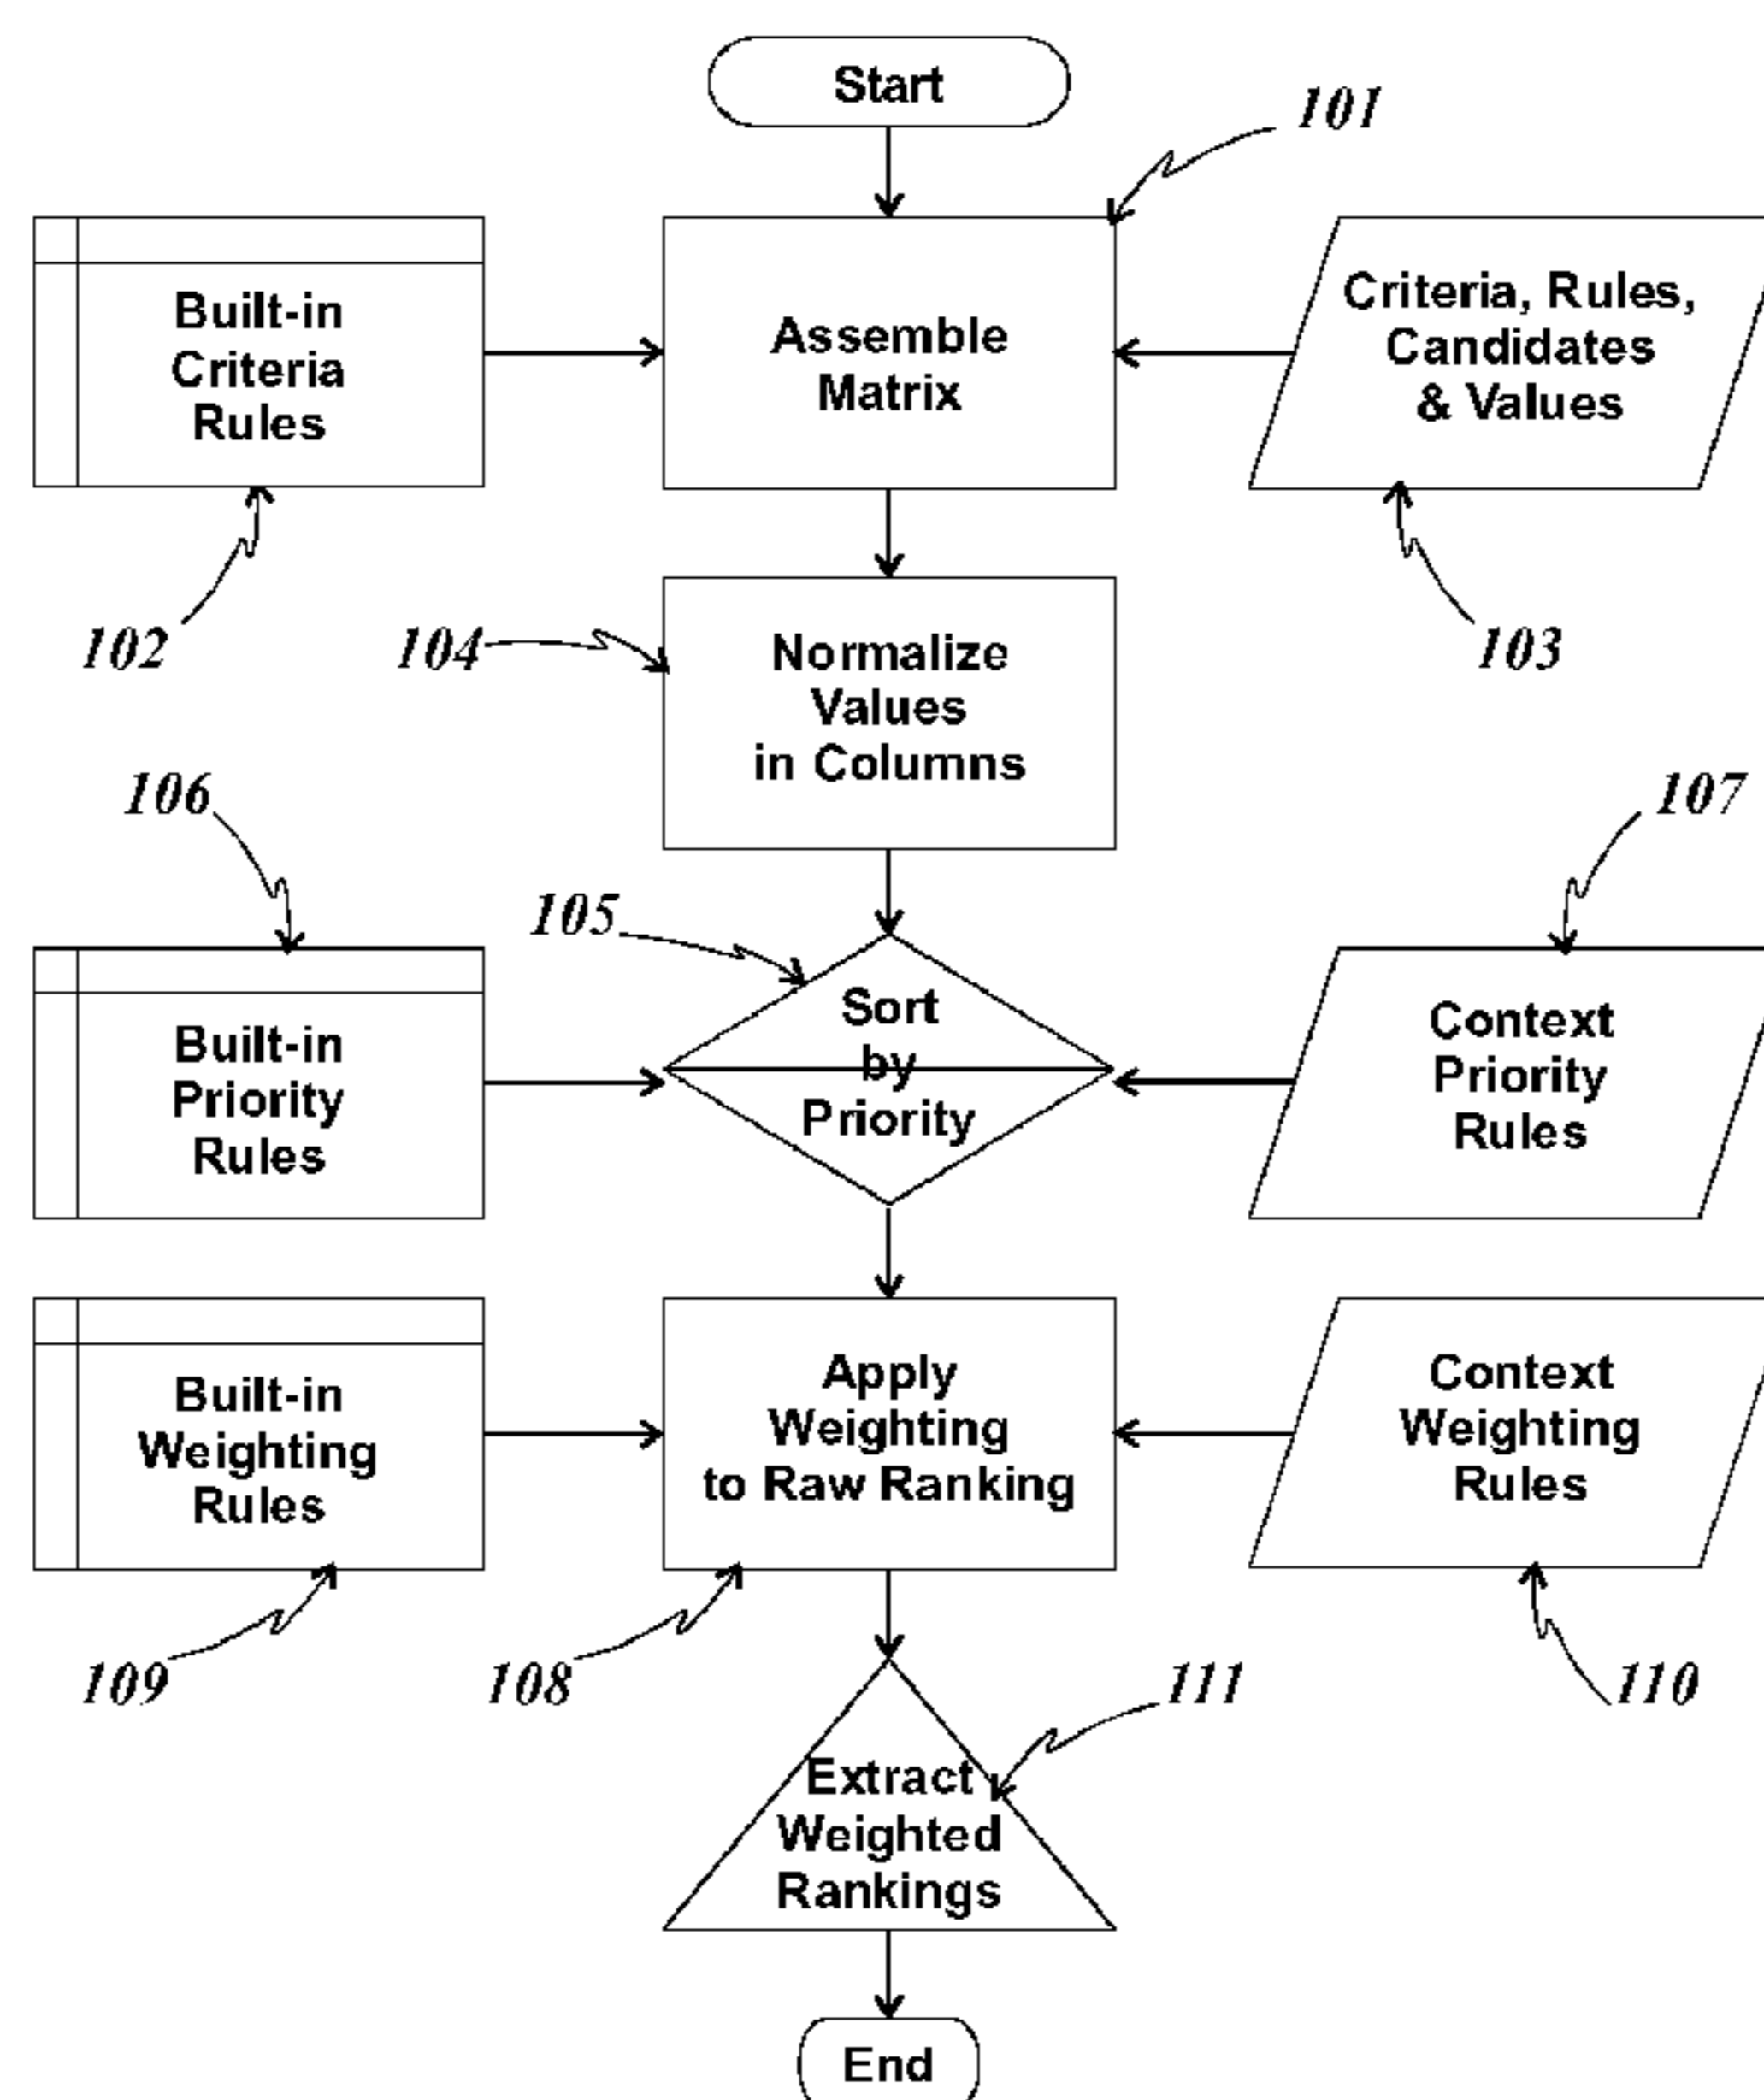 Start
101
Built-in
Criteria
Rules
Assemble
Matrix
Criteria, Rules,
Candidates
& Values
102
104
103
Normalize
Values
in Columns
106
107
105
Built-in
Priority
Rules
Sort
by
Priority
Context
Priority
Rules
Built-in
Weighting
Rules
Apply
Weighting
to Raw Ranking
Context
Weighting
Rules
109
108
111
110
Extract
Weighted
Rankings
End